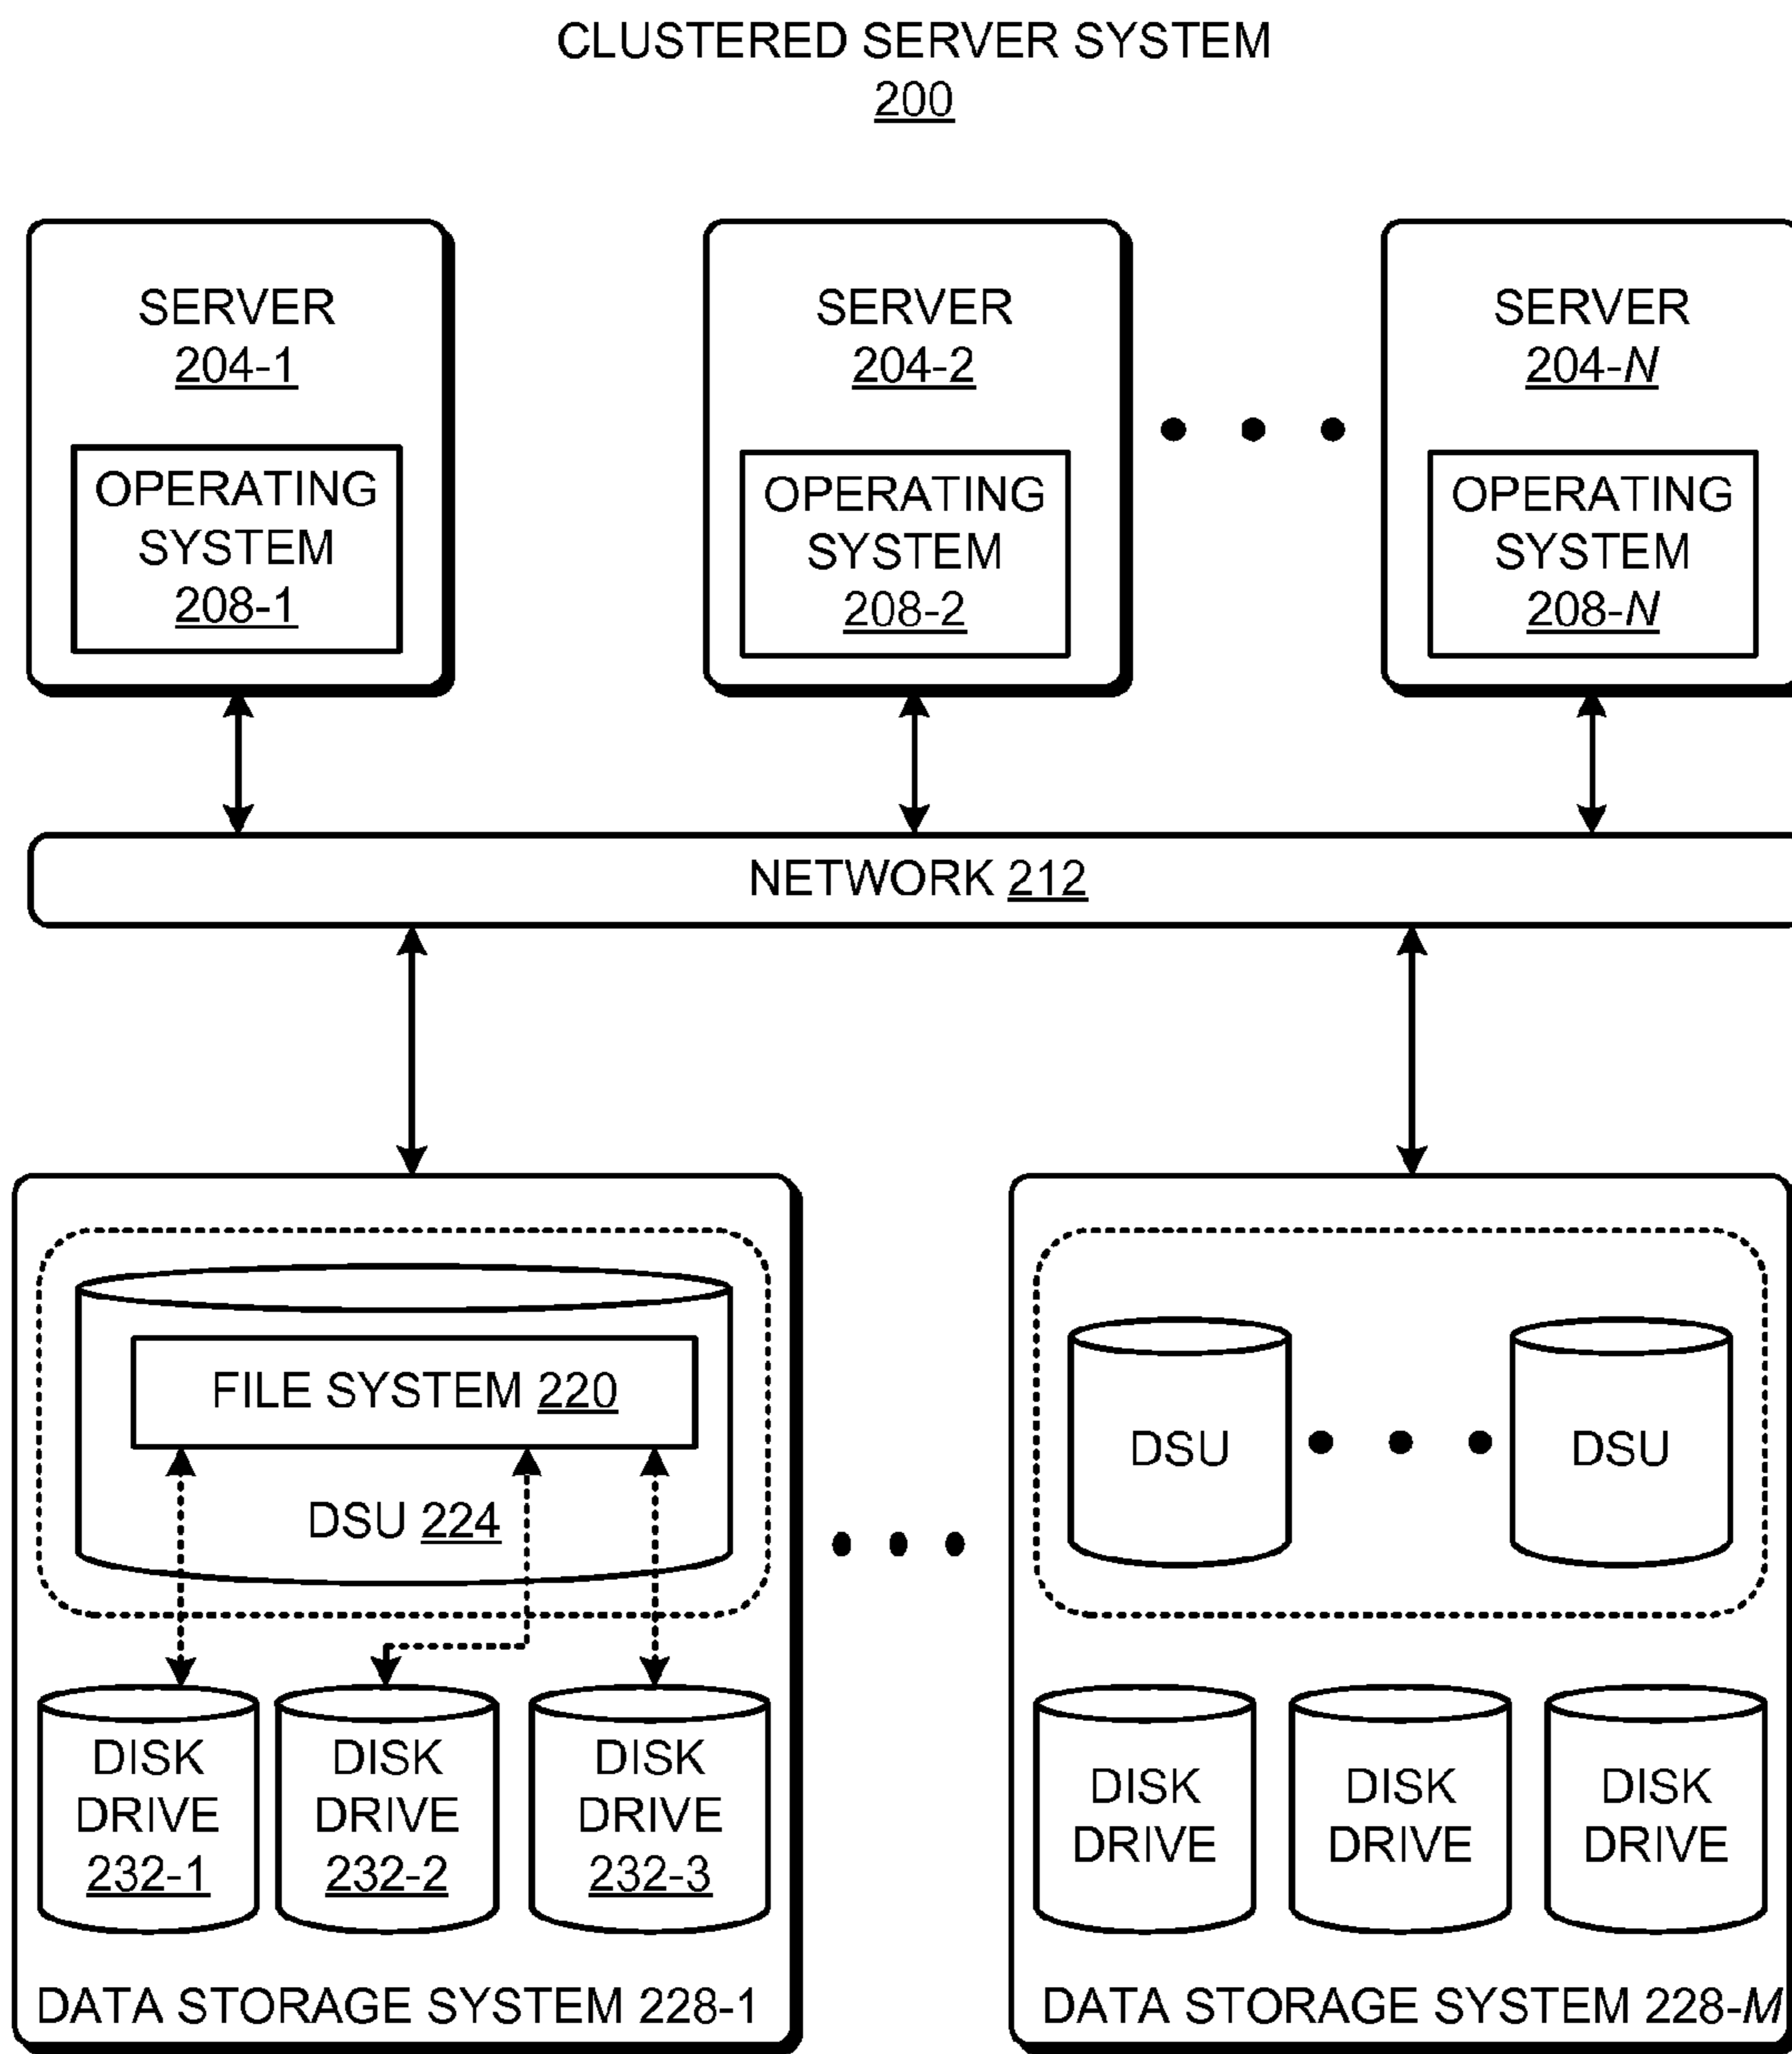 CLUSTERED SERVER SYSTEM
200
SERVER
204-1
OPERATING
SYSTEM
208-1
SERVER
204-2
OPERATING
SYSTEM
208-2
SERVER
204-N
OPERATING
SYSTEM
208-N
NETWORK 212
FILE SYSTEM 220
DSU 224
DISK
DRIVE
232-1
DISK
DRIVE
232-2
DISK
DRIVE
232-3
DATA STORAGE SYSTEM 228-1
DSU
DSU
DISK
DRIVE
DISK
DRIVE
DISK
DRIVE
DATA STORAGE SYSTEM 228-M